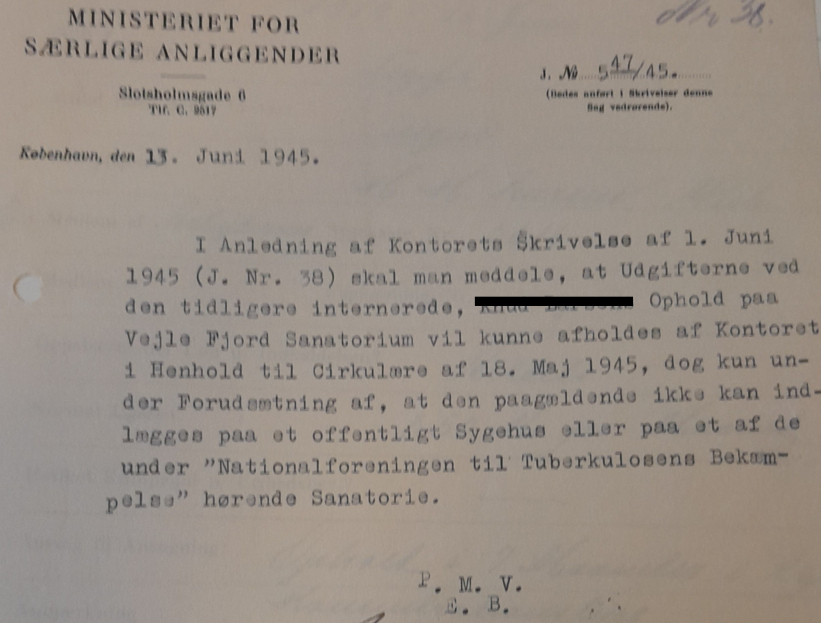 Nr 38.
MINISTERIET FOR
SÆRLIGE ANLIGGENDER
Slotsholmsgade 6
Tlf. C. 9517
J. № 547/45.
(Bedes anført i Skrivelser denne
Sag vedrørende).
København, den 13. Juni 1945.
I Anledning af Kontorets Skrivelse af 1. Juni
1945 (J. Nr. 38) skal man meddele, at Udgifterne ved
den tidligere internerede, Ophold paa
Vejle Fjord Sanatorium vil kunne afholdes af Kontoret
i Henhold til Cirkulære af 18. Maj 1945, dog kun un-
der Forudsætning af, at den paagældende ikke kan ind-
lægges paa et offentligt Sygehus eller paa et af de
under "Nationalforeningen til Tuberkulosens Bekæm-
pelse" hørende Sanatorie.
P. M. V.
E. B.